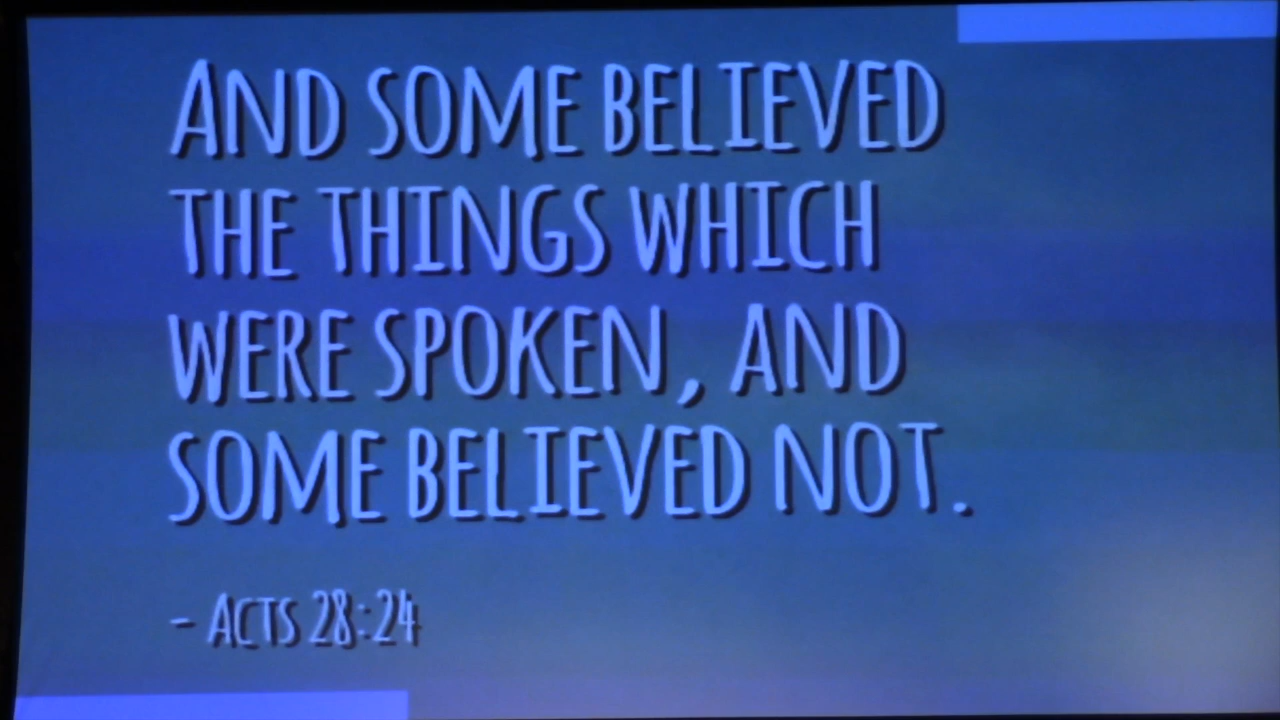 AND SOME BELIEVED
THE THINGS WHICH
WERE SPOKEN, AND
SOME BELIEVED NOT.
- ACTS 28:24